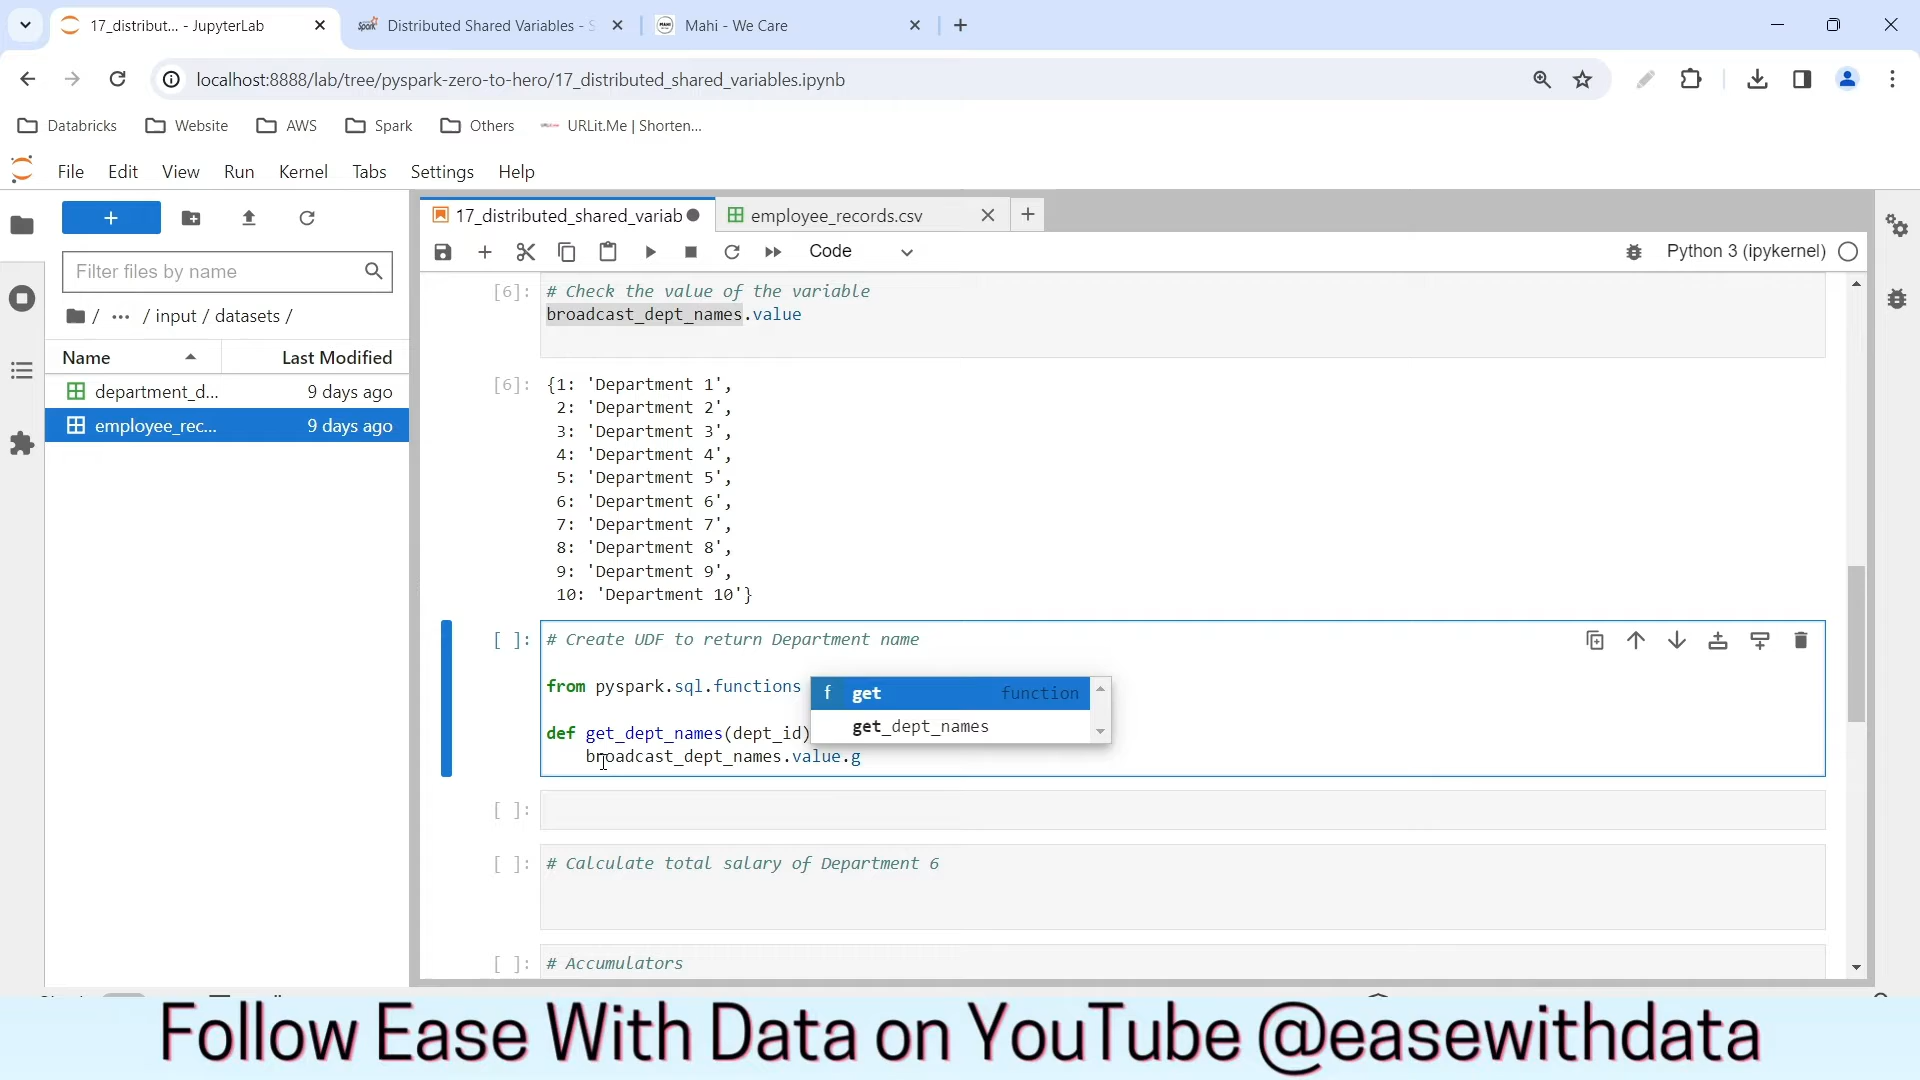 17_distribut... - JupyterLab
Distributed Shared Variables - S
Mahi - We Care
localhost:8888/lab/tree/pyspark-zero-to-hero/17_distributed_shared_variables.ipynb
Databricks
Website
AWS
Spark
Others
URLit.Me | Shorten...
File Edit View Run Kernel Tabs Settings Help
17_distributed_shared_variab
employee_records.csv
Code
Python 3 (ipykernel)
Filter files by name
/ ... / input / datasets /
Name Last Modified
department_d... 9 days ago
employee_rec... 9 days ago
[6]: # Check the value of the variable
broadcast_dept_names.value
[6]: {1: 'Department 1',
2: 'Department 2',
3: 'Department 3',
4: 'Department 4',
5: 'Department 5',
6: 'Department 6',
7: 'Department 7',
8: 'Department 8',
9: 'Department 9',
10: 'Department 10'}
[ ]: # Create UDF to return Department name
from pyspark.sql.functions
f get function
get_dept_names
def get_dept_names(dept_id)
broadcast_dept_names.value.g
[ ]:
[ ]: # Calculate total salary of Department 6
[ ]: # Accumulators
Follow Ease With Data on YouTube @easewithdata